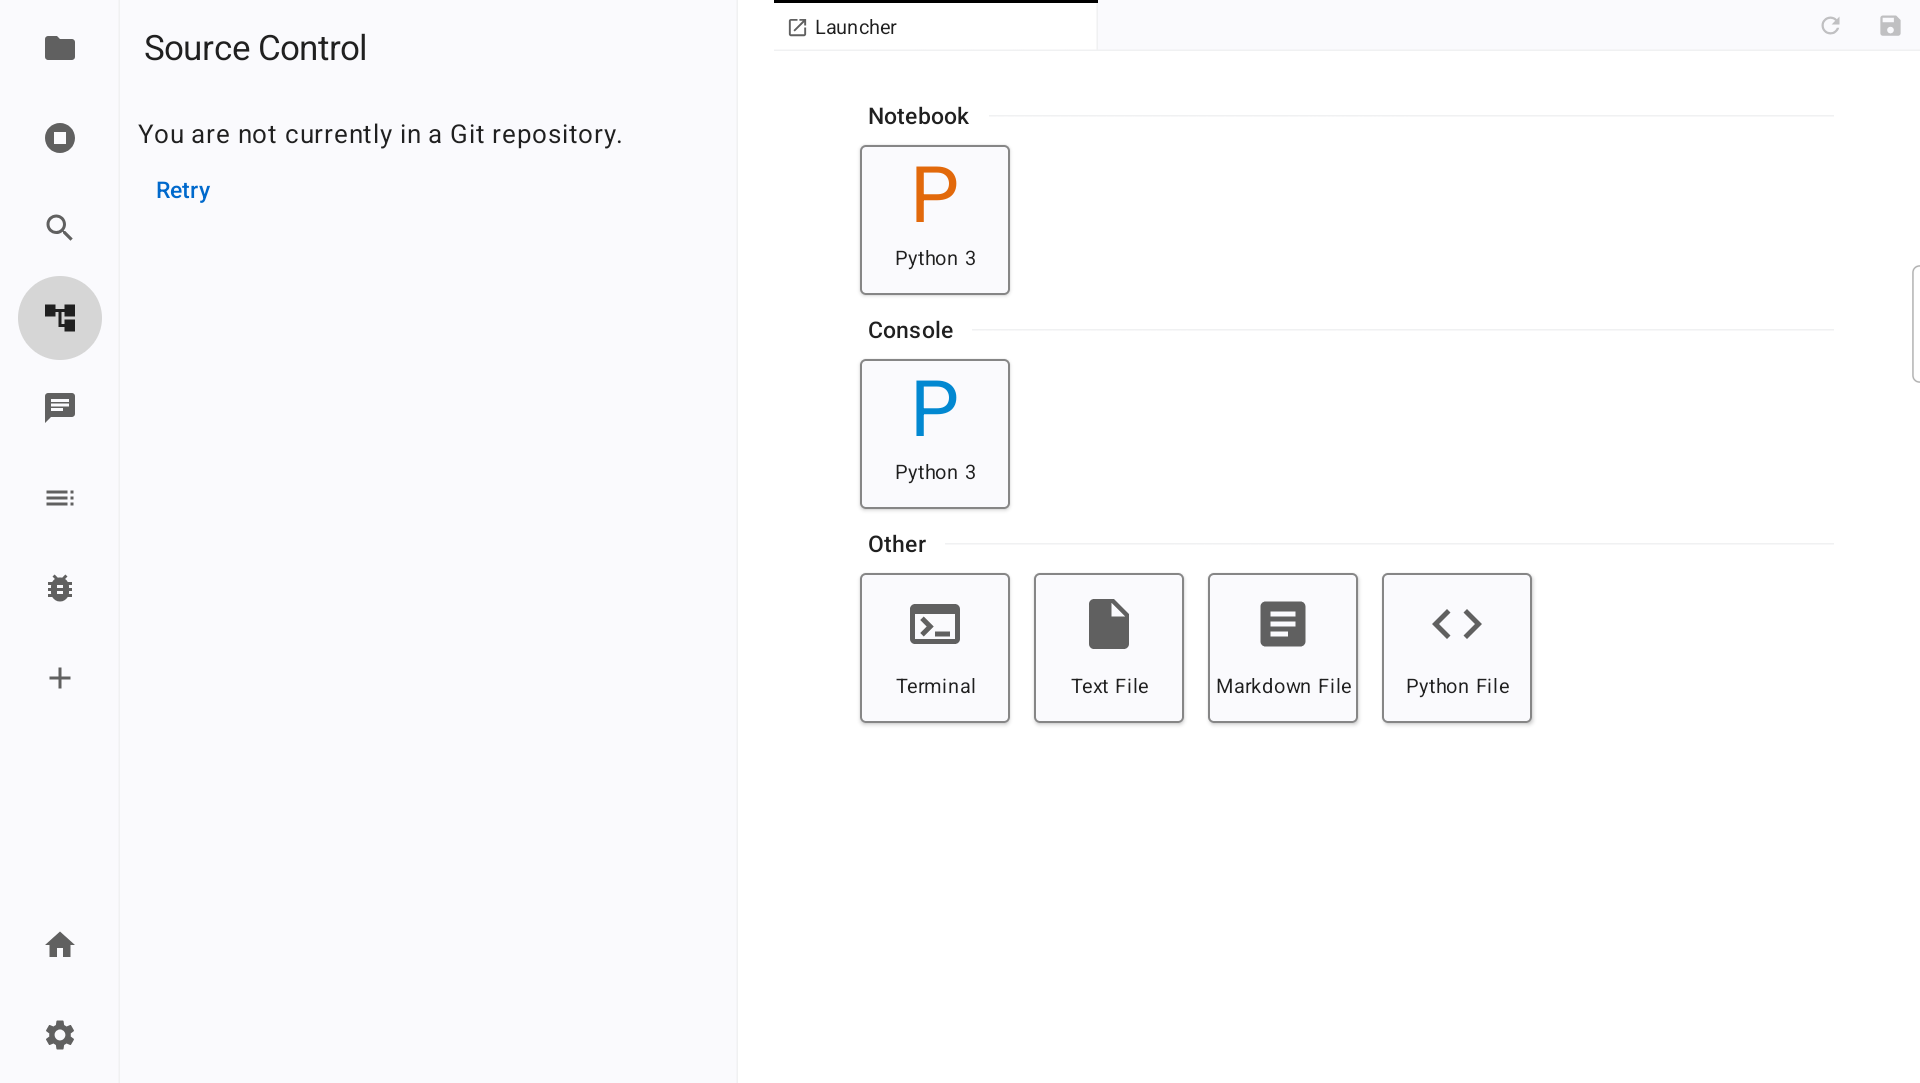 Source Control
You are not currently in a Git repository.
Retry
Launcher
Notebook
P
Python 3
Console
P
Python 3
Other
Terminal
Text File
Markdown File
Python File